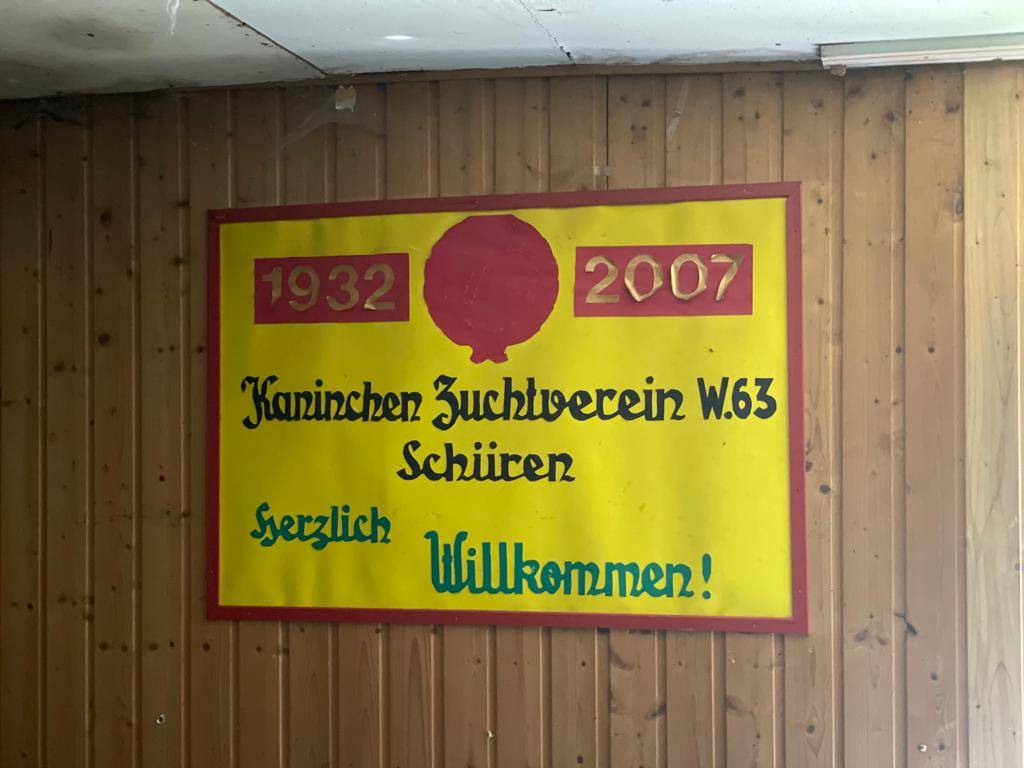 1932 2007
Kaninchen Zuchtverein W.63
Schüren
Herzlich
Willkommen!